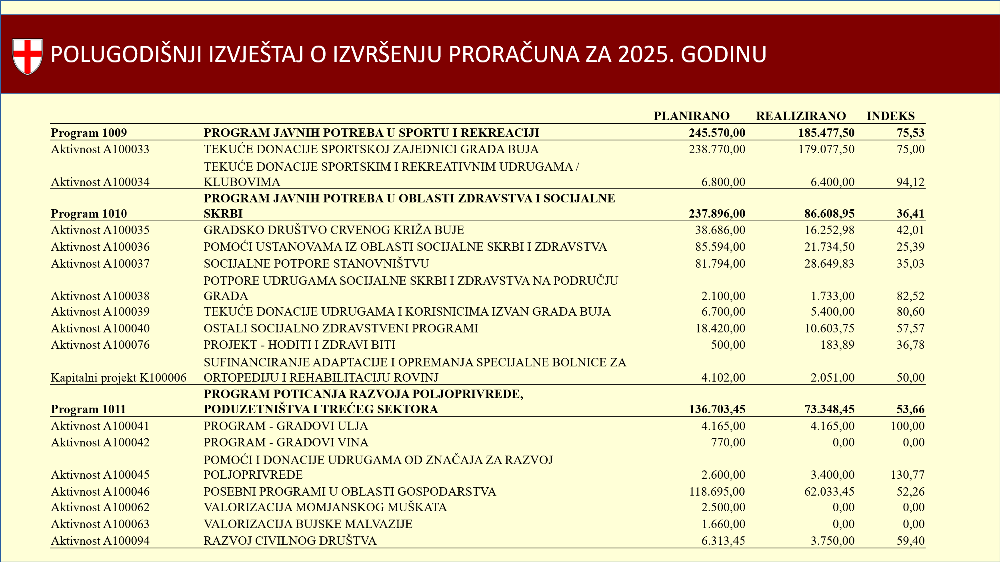 POLUGODIŠNJI IZVJEŠTAJ O IZVRŠENJU PRORAČUNA ZA 2025. GODINU
PLANIRANO REALIZIRANO INDEKS
Program 1009 PROGRAM JAVNIH POTREBA U SPORTU I REKREACIJI 245.570,00 185.477,50 75,53
Aktivnost A100033 TEKUĆE DONACIJE SPORTSKOJ ZAJEDNICI GRADA BUJA 238.770,00 179.077,50 75,00
TEKUĆE DONACIJE SPORTSKIM I REKREATIVNIM UDRUGAMA /
Aktivnost A100034 KLUBOVIMA 6.800,00 6.400,00 94,12
PROGRAM JAVNIH POTREBA U OBLASTI ZDRAVSTVA I SOCIJALNE
Program 1010 SKRBI 237.896,00 86.608,95 36,41
Aktivnost A100035 GRADSKO DRUŠTVO CRVENOG KRIŽA BUJE 38.686,00 16.252,98 42,01
Aktivnost A100036 POMOĆI USTANOVAMA IZ OBLASTI SOCIJALNE SKRBI I ZDRAVSTVA 85.594,00 21.734,50 25,39
Aktivnost A100037 SOCIJALNE POTPORE STANOVNIŠTVU 81.794,00 28.649,83 35,03
POTPORE UDRUGAMA SOCIJALNE SKRBI I ZDRAVSTVA NA PODRUČJU
Aktivnost A100038 GRADA 2.100,00 1.733,00 82,52
Aktivnost A100039 TEKUĆE DONACIJE UDRUGAMA I KORISNICIMA IZVAN GRADA BUJA 6.700,00 5.400,00 80,60
Aktivnost A100040 OSTALI SOCIJALNO ZDRAVSTVENI PROGRAMI 18.420,00 10.603,75 57,57
Aktivnost A100076 PROJEKT - HODITI I ZDRAVI BITI 500,00 183,89 36,78
SUFINANCIRANJE ADAPTACIJE I OPREMANJA SPECIJALNE BOLNICE ZA
Kapitalni projekt K100006 ORTOPEDIJU I REHABILITACIJU ROVINJ 4.102,00 2.051,00 50,00
PROGRAM POTICANJA RAZVOJA POLJOPRIVREDE,
Program 1011 PODUZETNIŠTVA I TREĆEG SEKTORA 136.703,45 73.348,45 53,66
Aktivnost A100041 PROGRAM - GRADOVI ULJA 4.165,00 4.165,00 100,00
Aktivnost A100042 PROGRAM - GRADOVI VINA 770,00 0,00 0,00
POMOĆI I DONACIJE UDRUGAMA OD ZNAČAJA ZA RAZVOJ
Aktivnost A100045 POLJOPRIVREDE 2.600,00 3.400,00 130,77
Aktivnost A100046 POSEBNI PROGRAMI U OBLASTI GOSPODARSTVA 118.695,00 62.033,45 52,26
Aktivnost A100062 VALORIZACIJA MOMJANSKOG MUŠKATA 2.500,00 0,00 0,00
Aktivnost A100063 VALORIZACIJA BUJSKE MALVAZIJE 1.660,00 0,00 0,00
Aktivnost A100094 RAZVOJ CIVILNOG DRUŠTVA 6.313,45 3.750,00 59,40